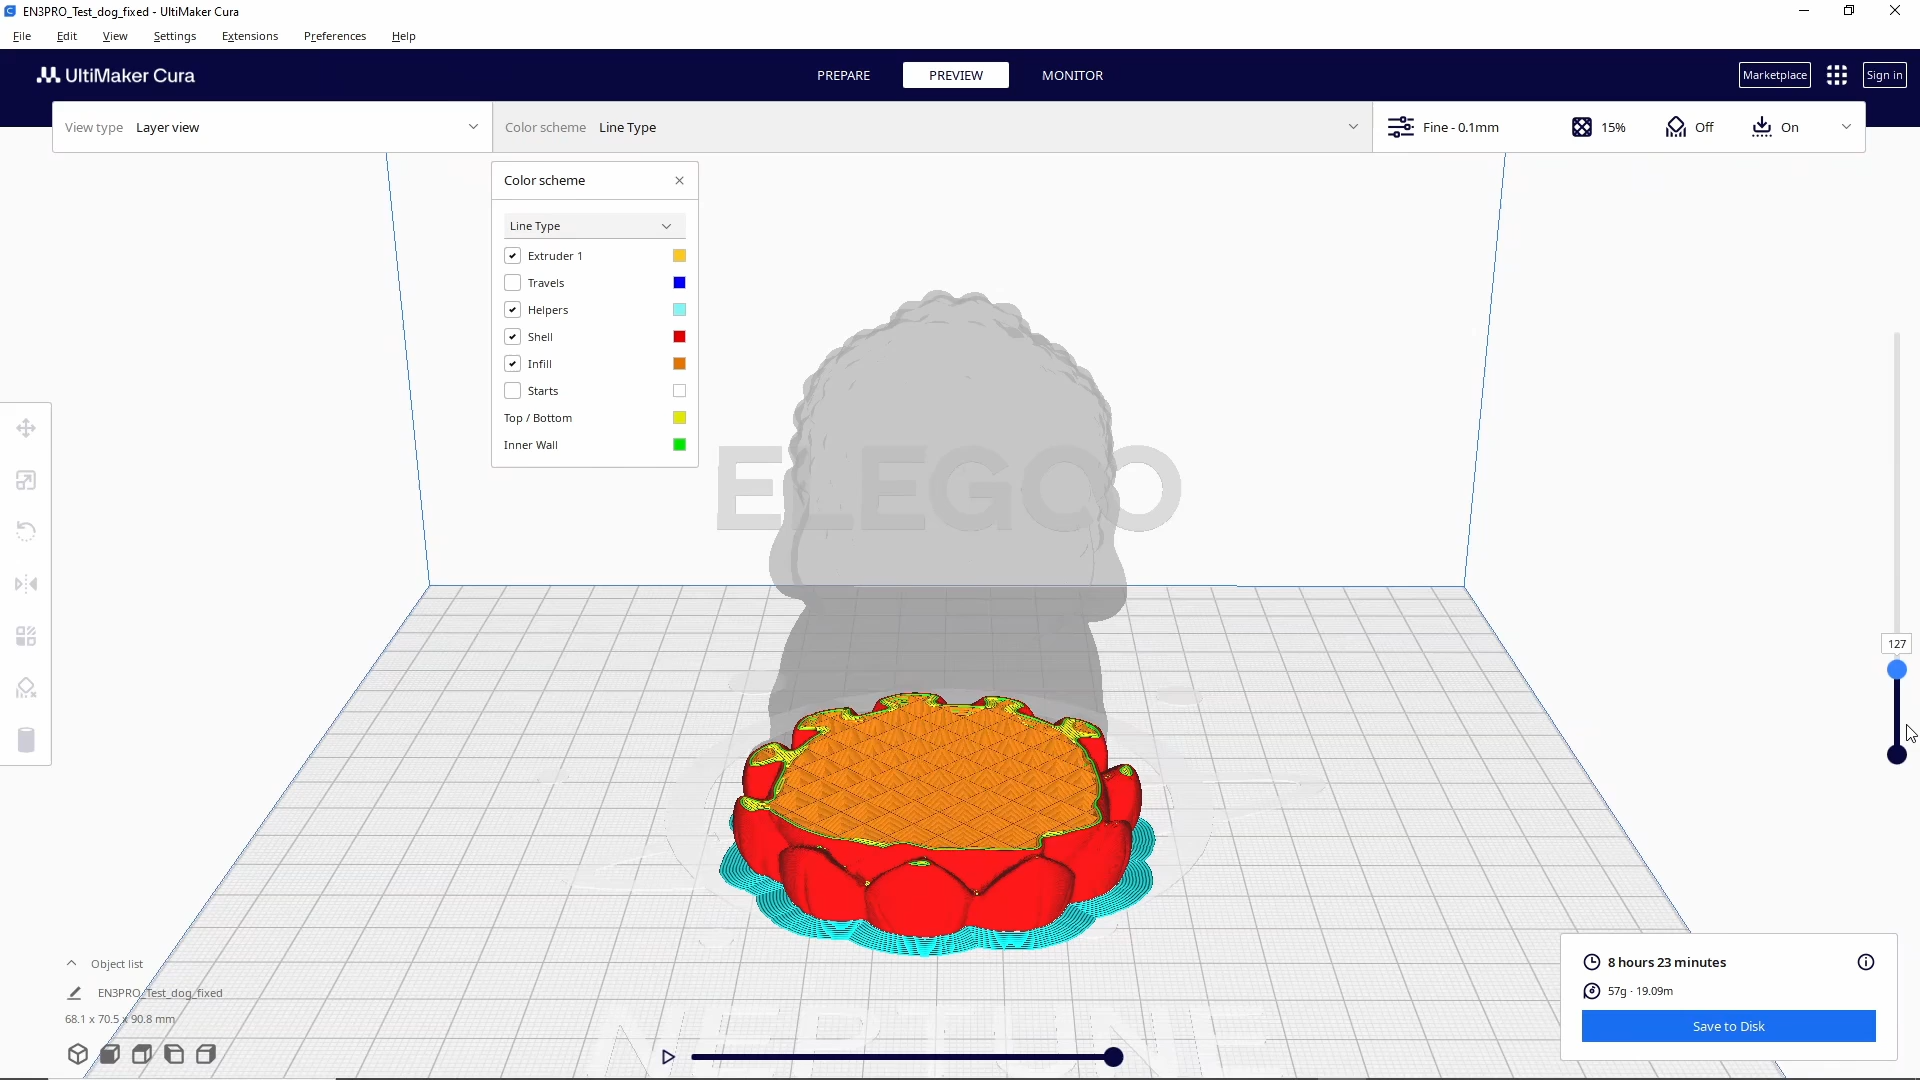 EN3PRO_Test_dog_fixed - UltiMaker Cura
File Edit View Settings Extensions Preferences Help
UltiMaker Cura PREPARE PREVIEW MONITOR Marketplace Sign in
View type Layer view Color scheme Line Type Fine - 0.1mm 15% Off On
Color scheme
Line Type
Extruder 1
Travels
Helpers
Shell
Infill
Starts
Top / Bottom
Inner Wall
ELEGOO
127
Object list
EN3PRO_Test_dog_fixed
68.1 x 70.5 x 90.8 mm
NEPTUNE
8 hours 23 minutes
57g · 19.09m
Save to Disk